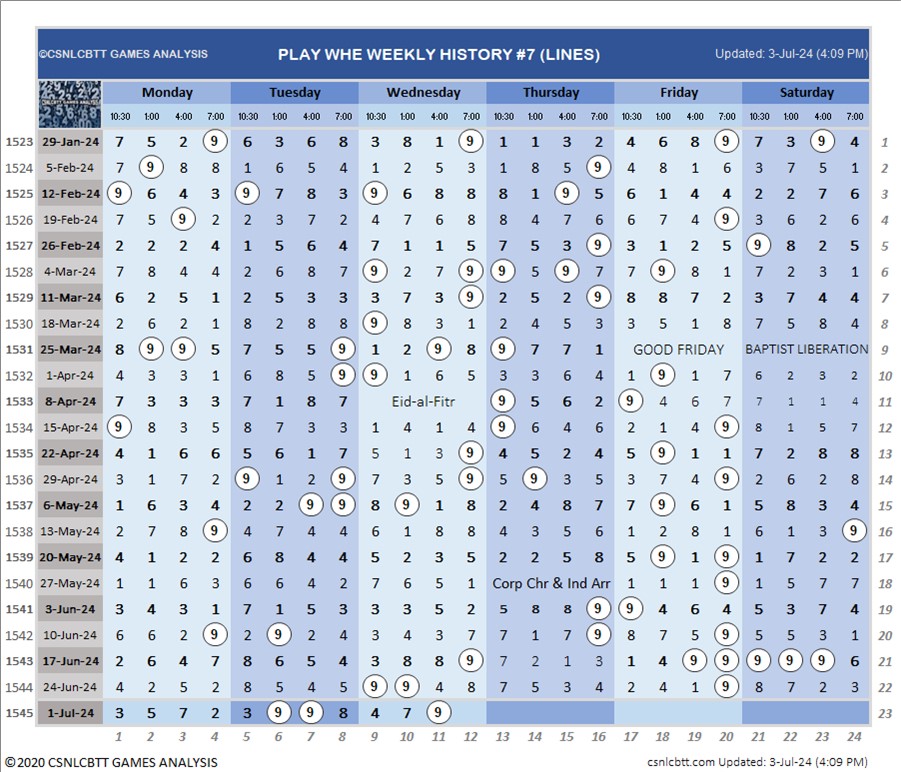 ©CSNLCBTT GAMES ANALYSIS PLAY WHE WEEKLY HISTORY #7 (LINES) Updated: 3-Jul-24 (4:09 PM)
Monday Tuesday Wednesday Thursday Friday Saturday
10:30 1:00 4:00 7:00 10:30 1:00 4:00 7:00 10:30 1:00 4:00 7:00 10:30 1:00 4:00 7:00 10:30 1:00 4:00 7:00 10:30 1:00 4:00 7:00
1523 29-Jan-24 7 5 2 9 6 3 6 8 3 8 1 9 1 1 3 2 4 6 8 9 7 3 9 4 1
1524 5-Feb-24 7 9 8 8 1 6 5 4 1 2 5 3 1 8 5 9 4 8 1 6 3 7 5 1 2
1525 12-Feb-24 9 6 4 3 9 7 8 3 9 6 8 8 8 1 9 5 6 1 4 4 2 2 7 6 3
1526 19-Feb-24 7 5 9 2 2 3 7 2 4 7 6 8 8 4 7 6 6 7 4 9 3 6 2 6 4
1527 26-Feb-24 2 2 2 4 1 5 6 4 7 1 1 5 7 5 3 9 3 1 2 5 9 8 2 5 5
1528 4-Mar-24 7 8 4 4 2 6 8 7 9 2 7 9 9 5 9 7 7 9 8 1 7 2 3 1 6
1529 11-Mar-24 6 2 5 1 2 5 3 3 3 7 3 9 2 5 2 9 8 8 7 2 3 7 4 4 7
1530 18-Mar-24 2 6 2 1 8 2 8 8 9 8 3 1 2 4 5 3 3 5 1 8 7 5 8 4 8
1531 25-Mar-24 8 9 9 5 7 5 5 9 1 2 9 8 9 7 7 1 GOOD FRIDAY BAPTIST LIBERATION 9
1532 1-Apr-24 4 3 3 1 6 8 5 9 9 1 6 5 3 3 6 4 1 9 1 7 6 2 3 2 10
1533 8-Apr-24 7 3 3 3 7 1 8 7 Eid-al-Fitr 9 5 6 2 9 4 6 7 7 1 1 4 11
1534 15-Apr-24 9 8 3 5 8 7 3 3 1 4 1 4 9 6 4 2 2 1 4 9 8 1 5 7 12
1535 22-Apr-24 4 1 6 6 5 6 1 7 5 1 3 9 4 5 2 4 5 9 1 1 7 2 8 8 13
1536 29-Apr-24 3 1 7 2 9 1 2 9 7 3 5 9 5 9 3 5 3 7 4 9 2 6 2 8 14
1537 6-May-24 1 6 3 4 2 2 9 9 8 9 1 8 2 4 8 7 7 9 6 1 5 8 3 4 15
1538 13-May-24 2 7 8 9 4 7 4 4 6 1 8 8 4 3 5 6 1 2 8 1 6 1 3 9 16
1539 20-May-24 4 1 2 2 6 8 4 4 5 2 3 5 2 2 5 8 5 9 1 9 1 7 2 2 17
1540 27-May-24 1 1 6 3 6 6 4 2 7 6 5 1 Corp Chr & Ind Arr 1 1 1 9 1 5 7 7 18
1541 3-Jun-24 3 4 3 1 7 1 5 3 3 3 5 2 5 8 8 9 9 4 6 4 5 3 7 4 19
1542 10-Jun-24 6 6 2 9 2 9 2 4 3 4 3 7 7 1 7 9 8 7 5 9 5 5 3 1 20
1543 17-Jun-24 2 6 4 7 8 6 5 4 3 8 8 9 7 2 1 3 1 4 9 9 9 9 9 6 21
1544 24-Jun-24 4 2 5 2 8 5 4 5 9 9 4 8 7 5 3 4 2 4 1 9 8 7 2 3 22
1545 1-Jul-24 3 5 7 2 3 9 9 8 4 7 9 23
1 2 3 4 5 6 7 8 9 10 11 12 13 14 15 16 17 18 19 20 21 22 23 24
©2020 CSNLCBTT GAMES ANALYSIS csnlcbtt.com Updated: 3-Jul-24 (4:09 PM)